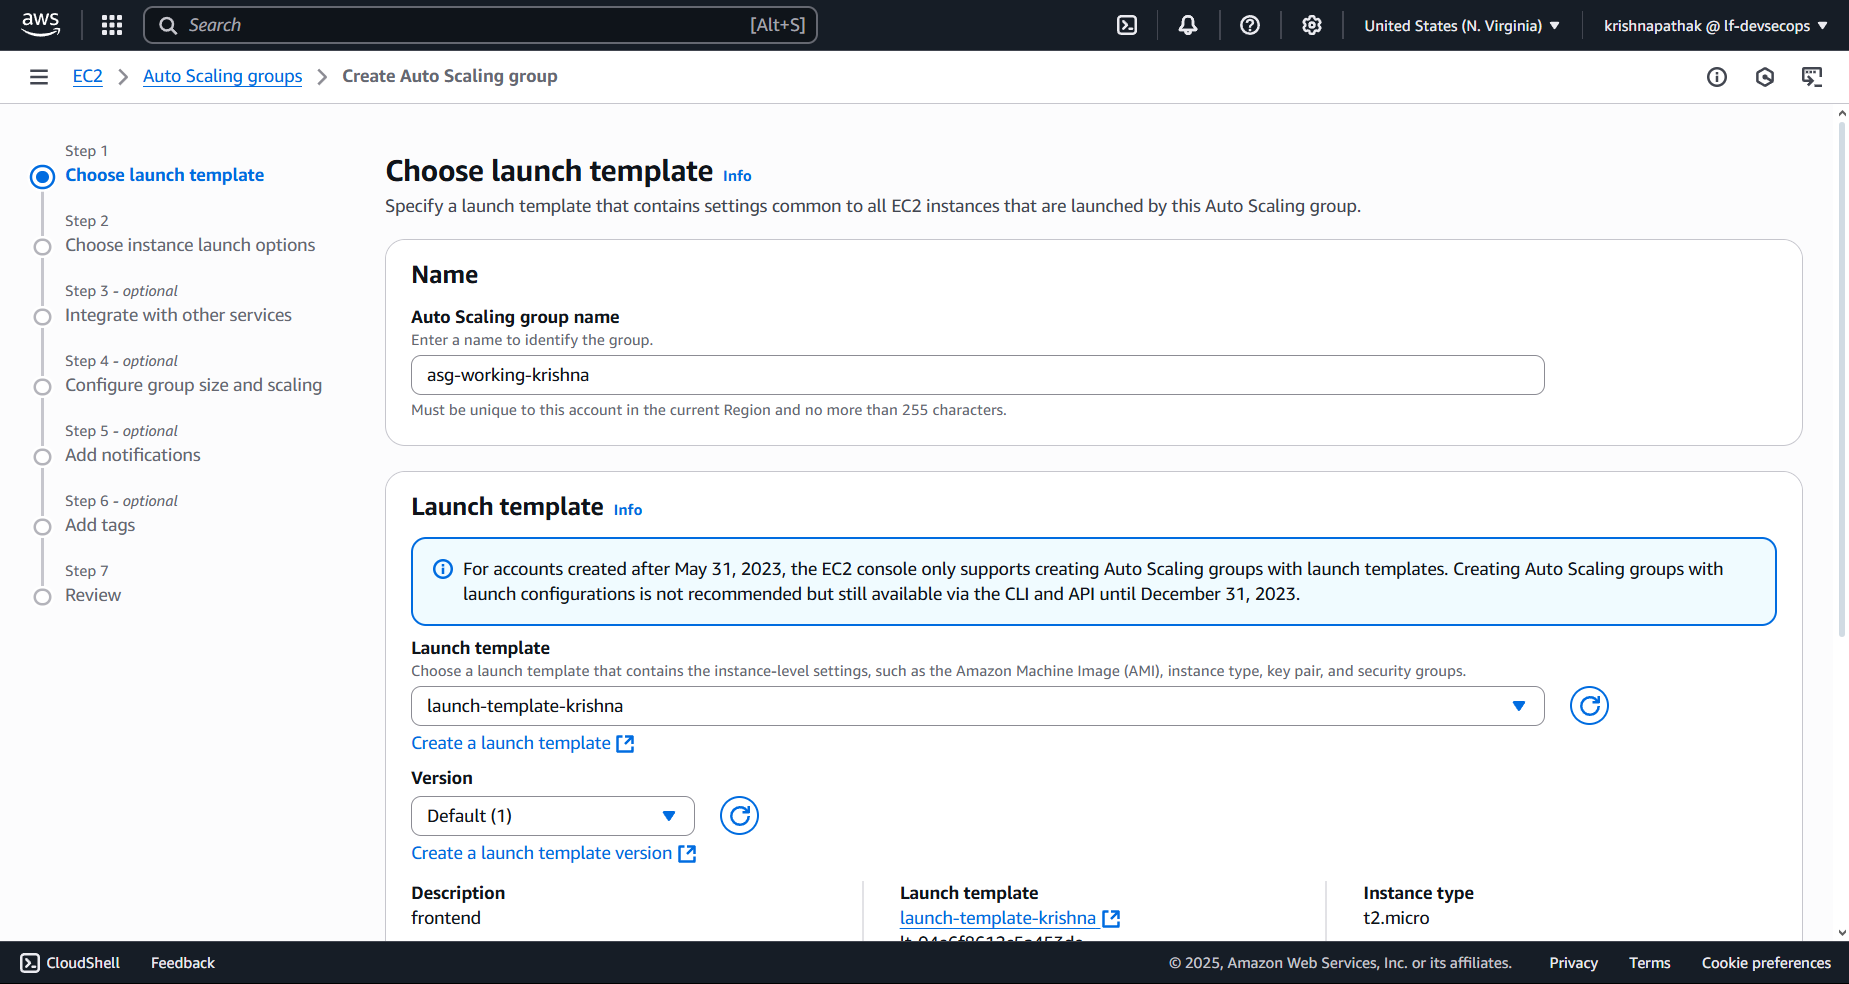 aws
Search [Alt+S]
United States (N. Virginia)
krishnapathak @ lf-devsecops
EC2
Auto Scaling groups
Create Auto Scaling group
Step 1
Choose launch template
Step 2
Choose instance launch options
Step 3 - optional
Integrate with other services
Step 4 - optional
Configure group size and scaling
Step 5 - optional
Add notifications
Step 6 - optional
Add tags
Step 7
Review
Choose launch template Info
Specify a launch template that contains settings common to all EC2 instances that are launched by this Auto Scaling group.
Name
Auto Scaling group name
Enter a name to identify the group.
asg-working-krishna
Must be unique to this account in the current Region and no more than 255 characters.
Launch template Info
For accounts created after May 31, 2023, the EC2 console only supports creating Auto Scaling groups with launch templates. Creating Auto Scaling groups with
launch configurations is not recommended but still available via the CLI and API until December 31, 2023.
Launch template
Choose a launch template that contains the instance-level settings, such as the Amazon Machine Image (AMI), instance type, key pair, and security groups.
launch-template-krishna
Create a launch template
Version
Default (1)
Create a launch template version
Description
frontend
Launch template
launch-template-krishna
Instance type
t2.micro
CloudShell
Feedback
© 2025, Amazon Web Services, Inc. or its affiliates.
Privacy
Terms
Cookie preferences